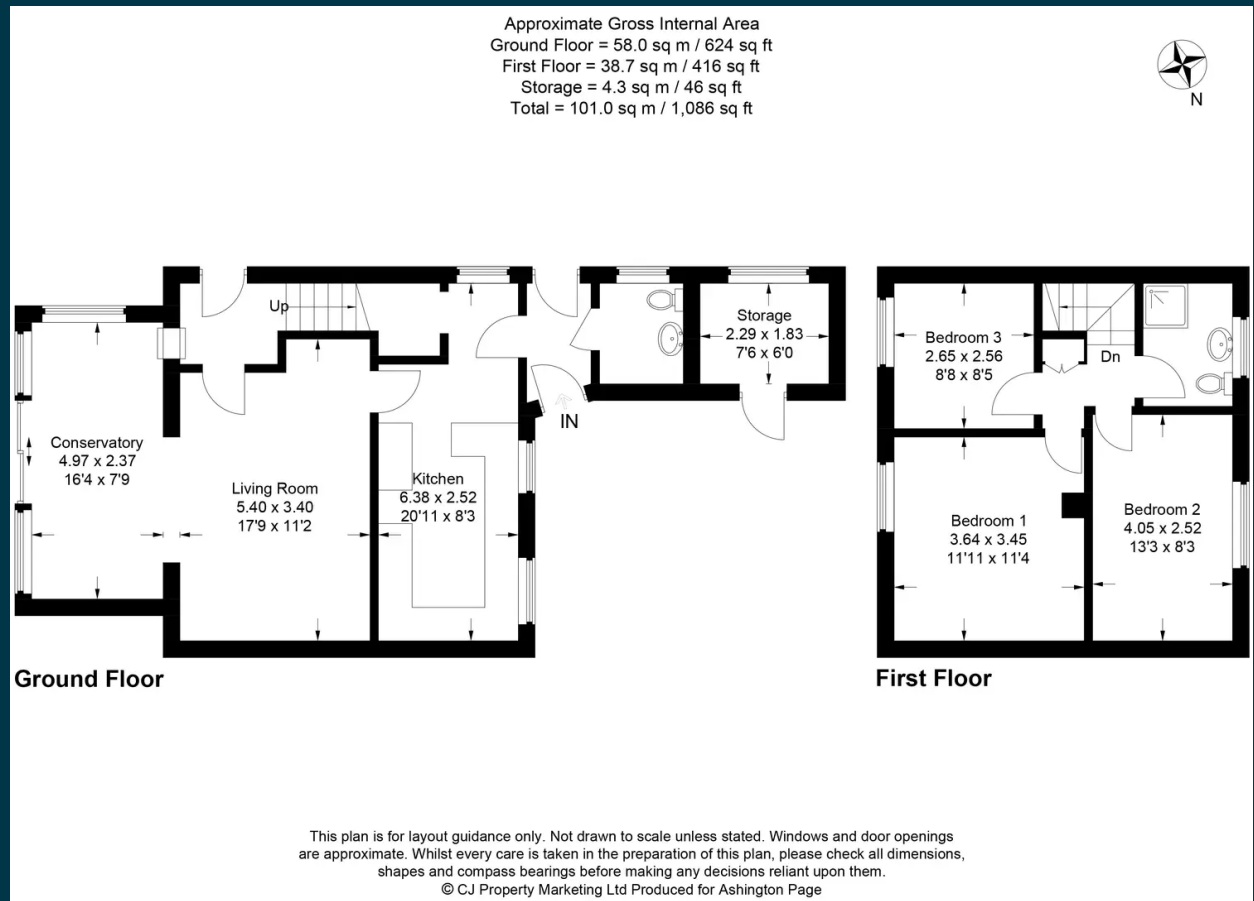 Approximate Gross Internal Area
Ground Floor = 58.0 sq m / 624 sq ft
First Floor = 38.7 sq m / 416 sq ft
Storage = 4.3 sq m / 46 sq ft
Total = 101.0 sq m / 1,086 sq ft
N
Up
Conservatory
4.97 x 2.37
16'4 x 7'9
Living Room
5.40 x 3.40
17'9 x 11'2
Kitchen
6.38 x 2.52
20'11 x 8'3
IN
Storage
2.29 x 1.83
7'6 x 6'0
Ground Floor
Bedroom 3
2.65 x 2.56
8'8 x 8'5
Dn
Bedroom 1
3.64 x 3.45
11'11 x 11'4
Bedroom 2
4.05 x 2.52
13'3 x 8'3
First Floor
This plan is for layout guidance only. Not drawn to scale unless stated. Windows and door openings
are approximate. Whilst every care is taken in the preparation of this plan, please check all dimensions,
shapes and compass bearings before making any decisions reliant upon them.
© CJ Property Marketing Ltd Produced for Ashington Page